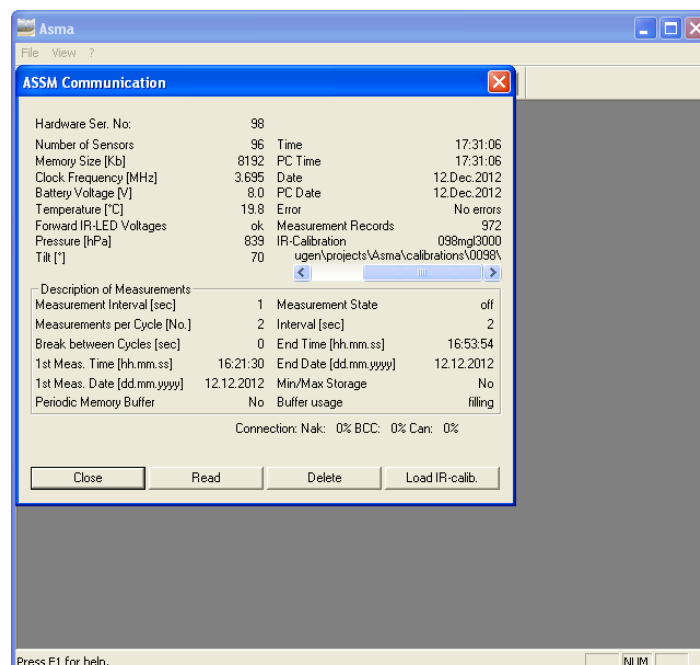 Asma
File View ?
ASSM Communication
Hardware Ser. No: 98
Number of Sensors 96 Time 17:31:06
Memory Size [Kb] 8192 PC Time 17:31:06
Clock Frequency [MHz] 3.695 Date 12.Dec.2012
Battery Voltage [V] 8.0 PC Date 12.Dec.2012
Temperature [°C] 19.8 Error No errors
Forward IR-LED Voltages ok Measurement Records 972
Pressure [hPa] 839 IR-Calibration 098mgl3000
Tilt [°] 70 ugen\projects\Asma\calibrations\0098\
Description of Measurements
Measurement Interval [sec] 1 Measurement State off
Measurements per Cycle [No.] 2 Interval [sec] 2
Break between Cycles [sec] 0 End Time [hh.mm.ss] 16:53:54
1st Meas. Time [hh.mm.ss] 16:21:30 End Date [dd.mm.yyyy] 12.12.2012
1st Meas. Date [dd.mm.yyyy] 12.12.2012 Min/Max Storage No
Periodic Memory Buffer No Buffer usage filling
Connection: Nak: 0% BCC: 0% Can: 0%
Close Read Delete Load IR-calib.
Press F1 for help. NUM